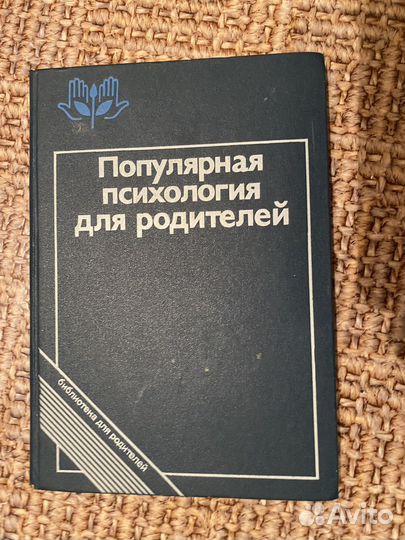 Популярная
психология
для родителей
библиотека для родителей
Avito